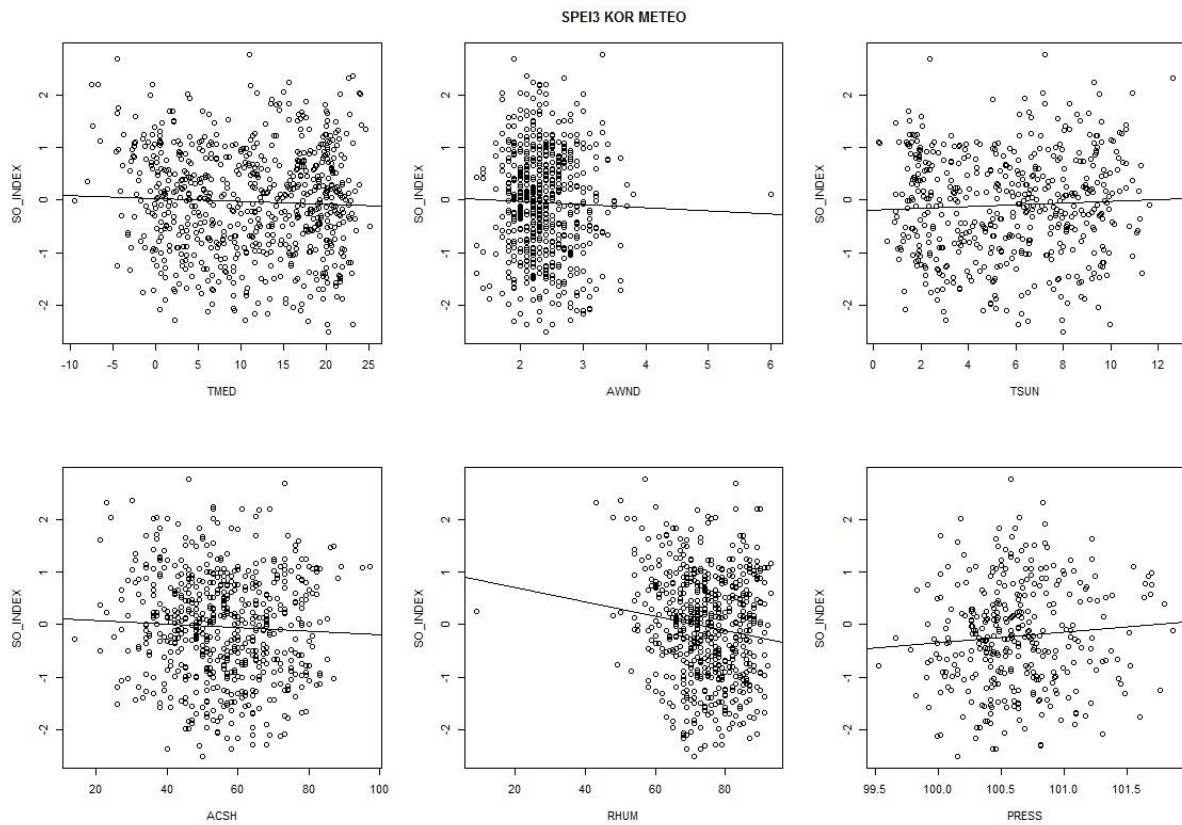 SPEI3 KOR METEO
SO_INDEX
2
1
0
-1
-2
-10 -5 0 5 10 15 20 25
TMED
SO_INDEX
2
1
0
-1
-2
2 3 4 5 6
AWND
SO_INDEX
2
1
0
-1
-2
0 2 4 6 8 10 12
TSUN
SO_INDEX
2
1
0
-1
-2
20 40 60 80 100
ACSH
SO_INDEX
2
1
0
-1
-2
20 40 60 80
RHUM
SO_INDEX
2
1
0
-1
-2
99.5 100.0 100.5 101.0 101.5
PRESS